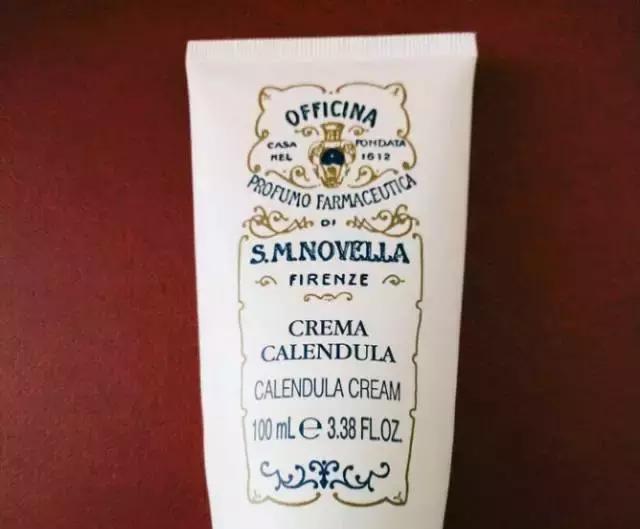 OFFICINA
CASA FONDATA
NEL 1612
PROFUMO FARMACEUTICA
DI
S.M.NOVELLA
FIRENZE
CREMA
CALENDULA
CALENDULA CREAM
100 mL ℮ 3.38 FL.OZ.